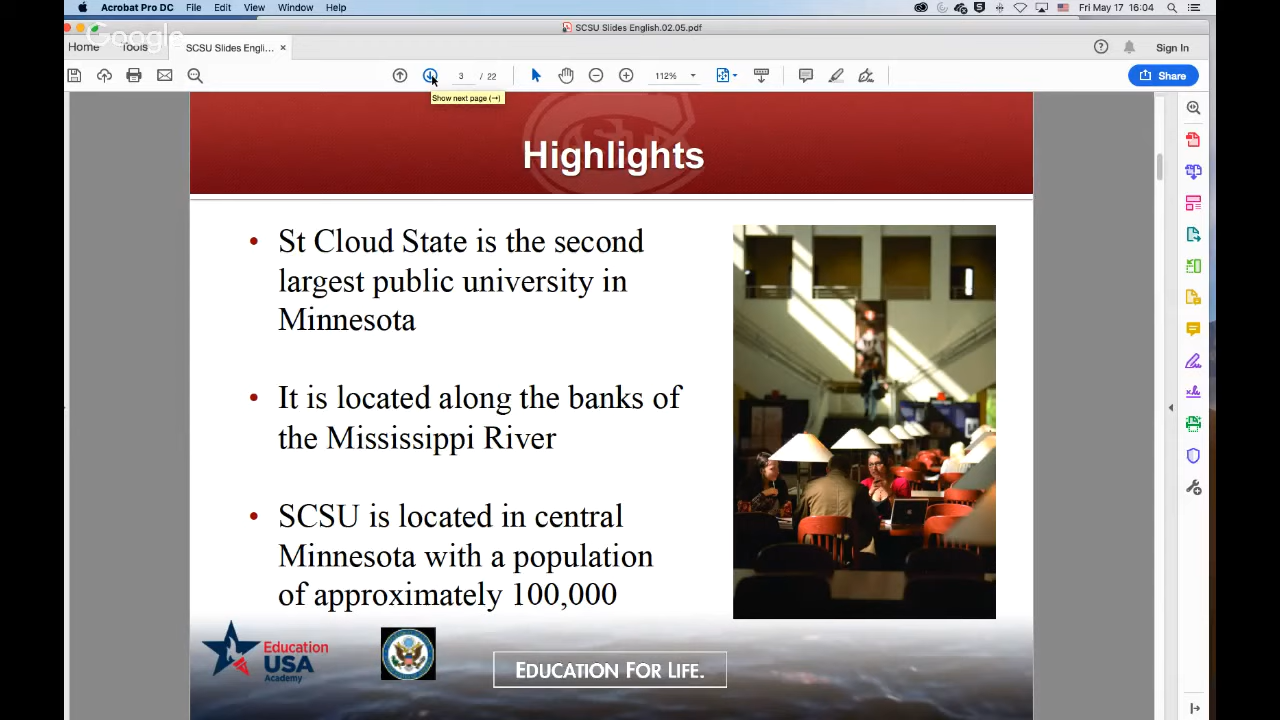 Acrobat Pro DC File Edit View Window Help
Fri May 17 16:04
SCSU Slides English.02.05.pdf
Google
Home Tools SCSU Slides Engli... ×
Sign In
3 / 22
112%
Share
Show next page (→)
Highlights
• St Cloud State is the second
largest public university in
Minnesota
• It is located along the banks of
the Mississippi River
• SCSU is located in central
Minnesota with a population
of approximately 100,000
Education
USA
Academy
EDUCATION FOR LIFE.